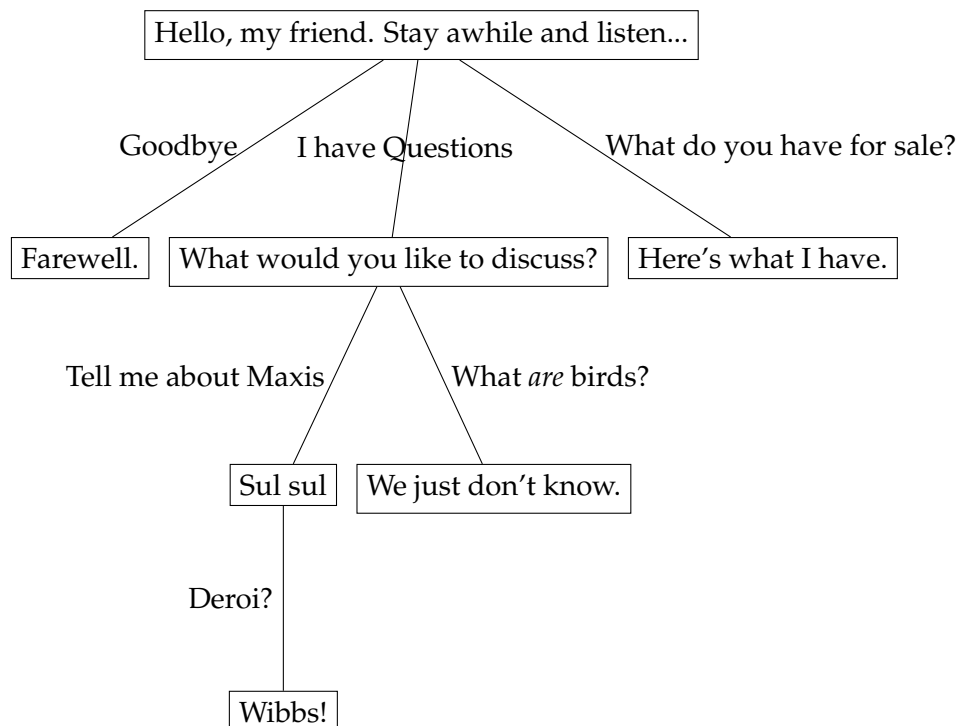 Hello, my friend. Stay awhile and listen...
Goodbye
I have Questions
What do you have for sale?
Farewell.
What would you like to discuss?
Here's what I have.
Tell me about Maxis
What are birds?
Sul sul
We just don't know.
Deroi?
Wibbs!